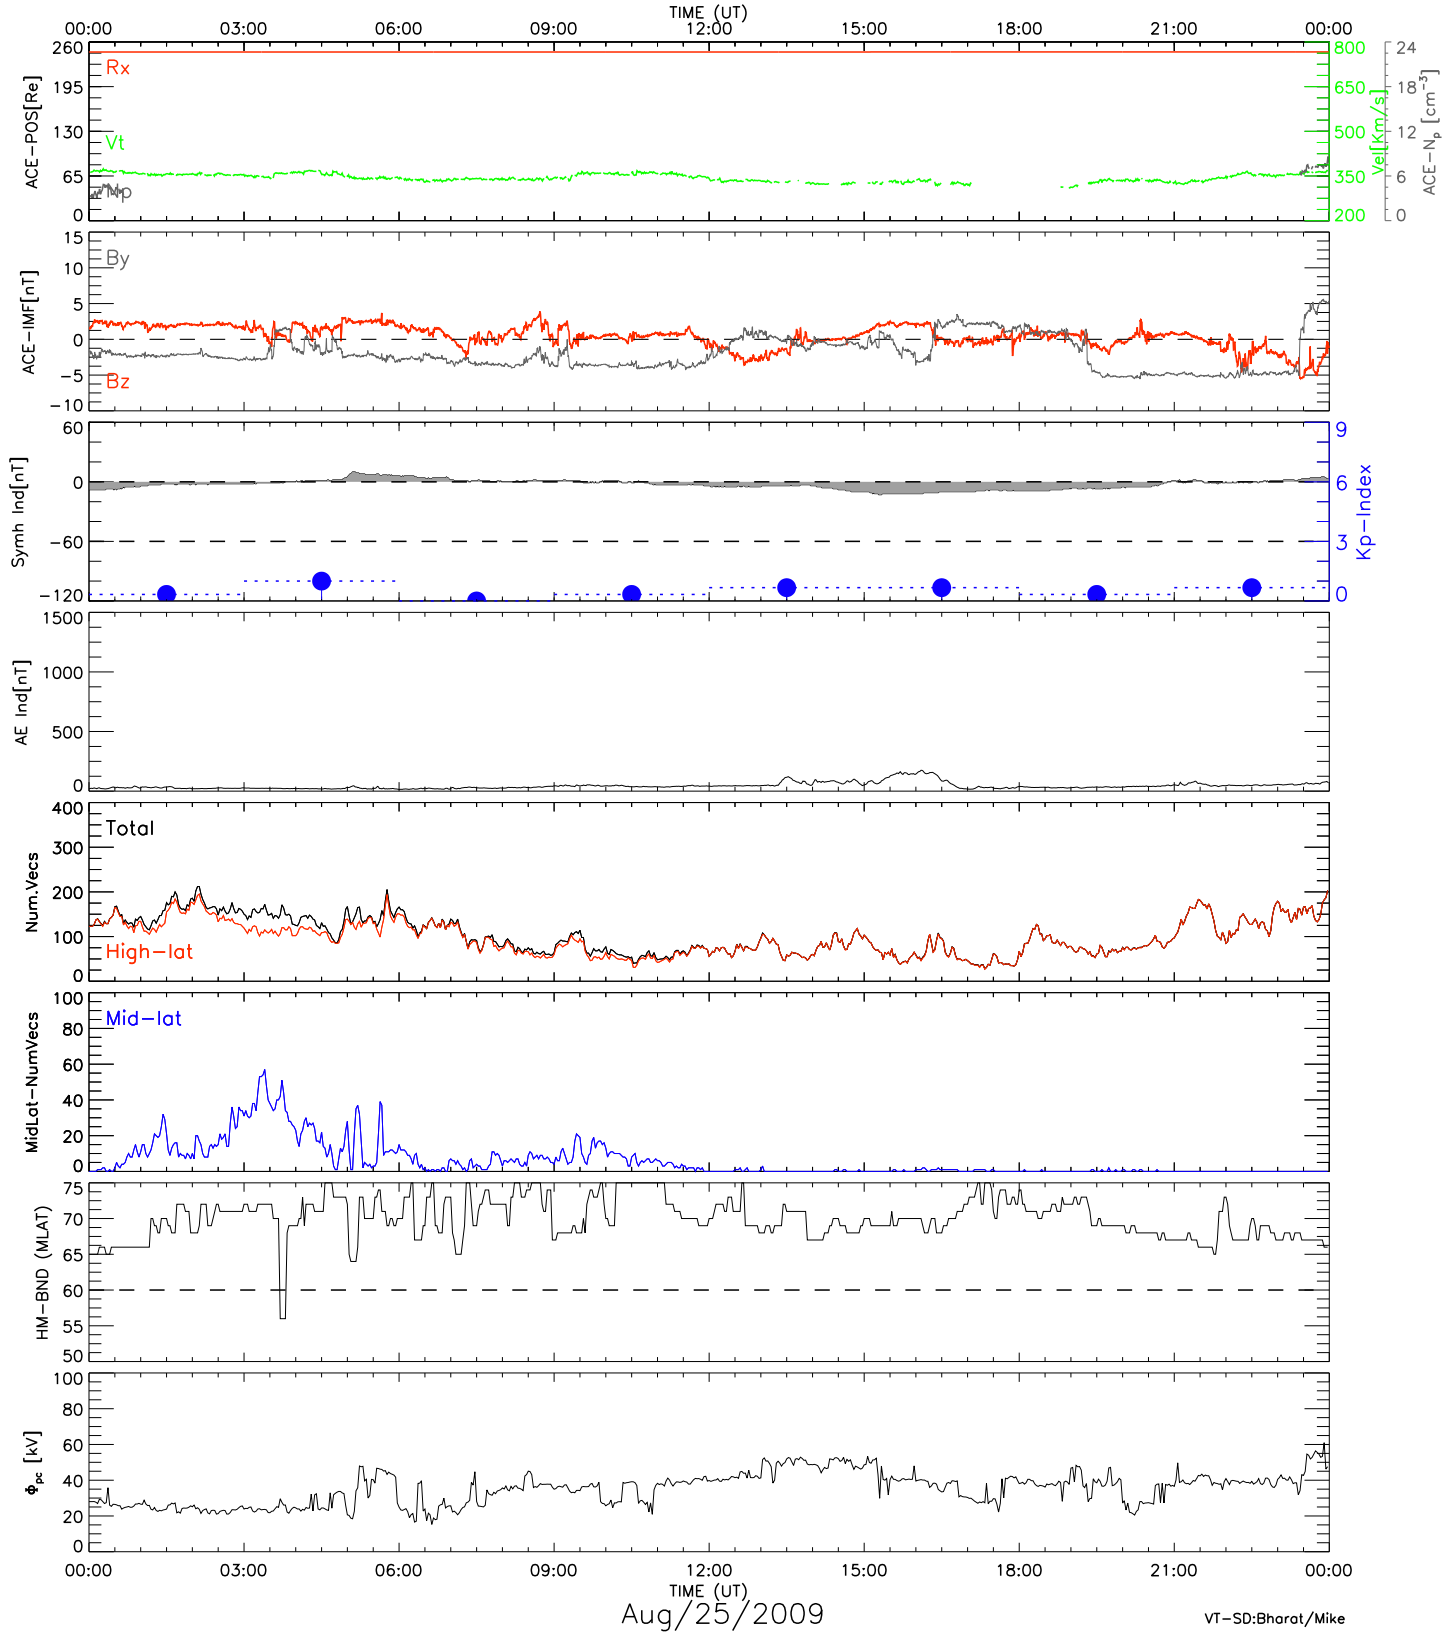 TIME (UT)
00:00 03:00 06:00 09:00 12:00 15:00 18:00 21:00 00:00
260
195
130
65
0
ACE-POS[Re]
Rx
Vt
Np
800
650
500
350
200
Vel[Km/s]
24
18
12
6
0
ACE-Np [cm-3]
15
10
5
0
-5
-10
ACE-IMF[nT]
By
Bz
60
0
-60
-120
Symh Ind[nT]
9
6
3
0
Kp-Index
1500
1000
500
0
AE Ind[nT]
400
300
200
100
0
Num.Vecs
Total
High-lat
100
80
60
40
20
0
MidLat-NumVecs
Mid-lat
75
70
65
60
55
50
HM-BND (MLAT)
100
80
60
40
20
0
Φpc [kV]
00:00 03:00 06:00 09:00 12:00 15:00 18:00 21:00 00:00
TIME (UT)
Aug/25/2009
VT-SD:Bharat/Mike